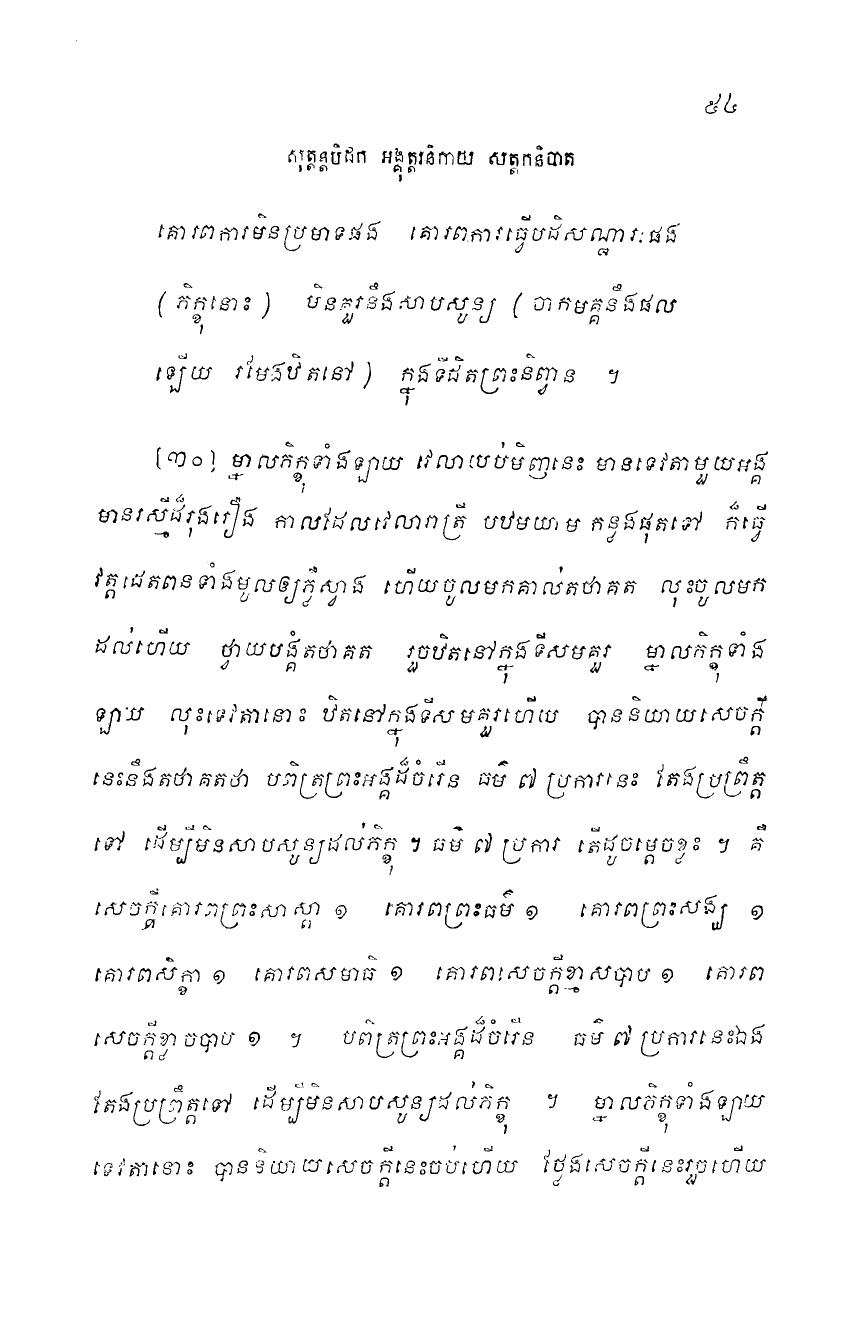 ៥៤
សុត្តន្តបិដក អង្គុត្តរនិកាយ សត្តកនិបាត
គោរពការមិនប្រមាទផង គោរពការធ្វើបដិសណ្ឋារៈផង
(ភិក្ខុនោះ) មិនគួរនឹងសាបសូន្យ (ចាកមគ្គនឹងផល
ឡើយ រមែងឋិតនៅ) ក្នុងទីជិតព្រះនិព្វាន ។
[៣០] ម្នាលភិក្ខុទាំងឡាយ វេលាយប់មិញនេះ មានទេវតាមួយអង្គ
មានរស្មីដ៏រុងរឿង កាលដែលវេលារាត្រី បឋមយាម កន្លងផុតទៅ ក៏ធ្វើ
វត្តជេតពនទាំងមូលឲ្យភ្លឺស្វាង ហើយចូលមកគាល់តថាគត លុះចូលមក
ដល់ហើយ ថ្វាយបង្គំតថាគត រួចឋិតនៅក្នុងទីសមគួរ ម្នាលភិក្ខុទាំង
ឡាយ លុះទេវតានោះ ឋិតនៅក្នុងទីសមគួរហើយ បាននិយាយសេចក្តី
នេះនឹងតថាគតថា បពិត្រព្រះអង្គដ៏ចំរើន ធម៌ ៧ ប្រការនេះ តែងប្រព្រឹត្ត
ទៅ ដើម្បីមិនសាបសូន្យដល់ភិក្ខុ ។ ធម៌ ៧ ប្រការ តើដូចម្តេចខ្លះ ។ គឺ
សេចក្តីគោរពព្រះសាស្តា ១ គោរពព្រះធម៌ ១ គោរពព្រះសង្ឃ ១
គោរពសិក្ខា ១ គោរពសមាធិ ១ គោរពសេចក្តីខ្មាសបាប ១ គោរព
សេចក្តីខ្លាចបាប ១ ។ បពិត្រព្រះអង្គដ៏ចំរើន ធម៌ ៧ ប្រការនេះឯង
តែងប្រព្រឹត្តទៅ ដើម្បីមិនសាបសូន្យដល់ភិក្ខុ ។ ម្នាលភិក្ខុទាំងឡាយ
ទេវតានោះ បាននិយាយសេចក្តីនេះចប់ហើយ ថ្លែងសេចក្តីនេះរួចហើយ